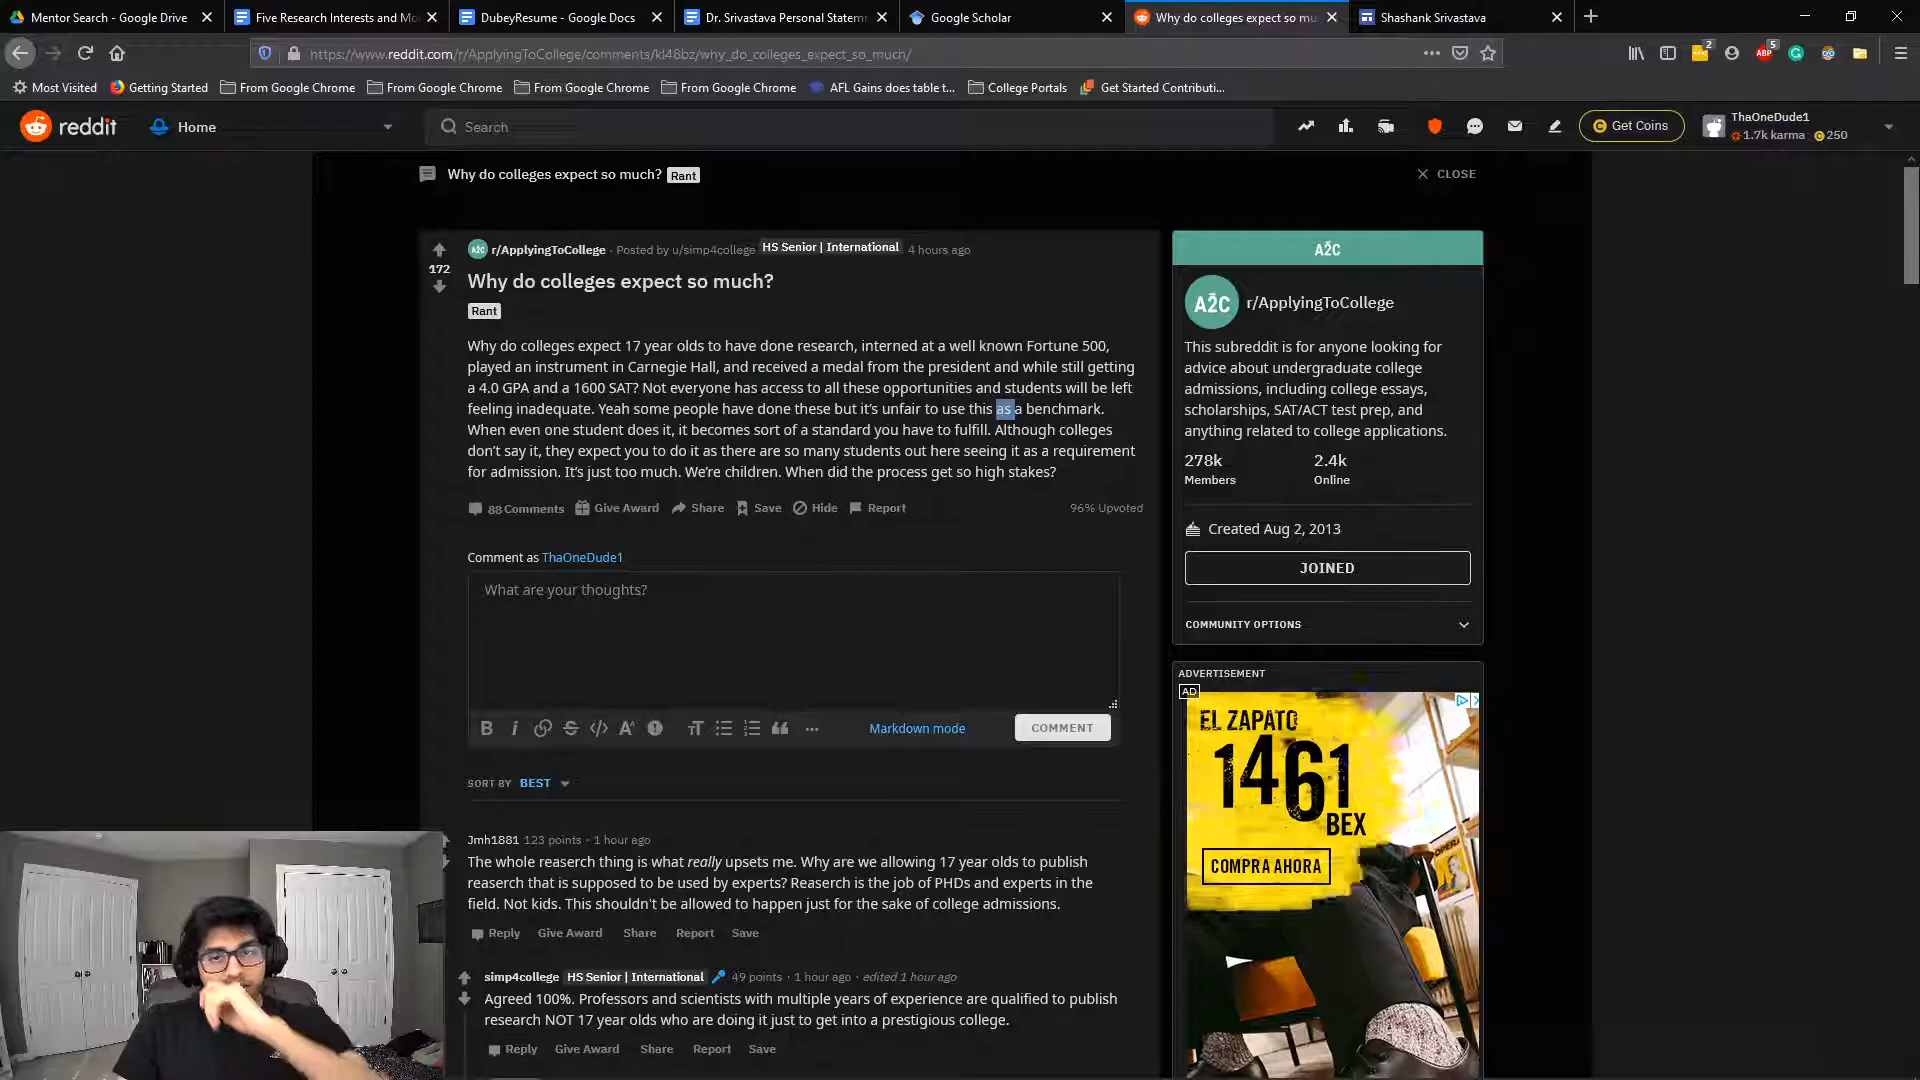 Mentor Search - Google Drive
Five Research Interests and Mo
DubeyResume - Google Docs
Dr. Srivastava Personal Statem
Google Scholar
Why do colleges expect so mu
Shashank Srivastava
https://www.reddit.com/r/ApplyingToCollege/comments/kl48bz/why_do_colleges_expect_so_much/
2
ABP
5
Most Visited
Getting Started
From Google Chrome
From Google Chrome
From Google Chrome
From Google Chrome
AFL Gains does table t...
College Portals
Get Started Contributi...
reddit
Home
Search
Get Coins
ThaOneDude1
1.7k karma
250
Why do colleges expect so much? Rant
CLOSE
172
r/ApplyingToCollege · Posted by u/simp4college HS Senior | International 4 hours ago
Why do colleges expect so much?
Rant
Why do colleges expect 17 year olds to have done research, interned at a well known Fortune 500,
played an instrument in Carnegie Hall, and received a medal from the president and while still getting
a 4.0 GPA and a 1600 SAT? Not everyone has access to all these opportunities and students will be left
feeling inadequate. Yeah some people have done these but it's unfair to use this as a benchmark.
When even one student does it, it becomes sort of a standard you have to fulfill. Although colleges
don't say it, they expect you to do it as there are so many students out here seeing it as a requirement
for admission. It's just too much. We're children. When did the process get so high stakes?
88 Comments
Give Award
Share
Save
Hide
Report
96% Upvoted
Comment as ThaOneDude1
What are your thoughts?
Markdown mode
COMMENT
SORT BY BEST
Jmh1881 123 points · 1 hour ago
The whole reaserch thing is what really upsets me. Why are we allowing 17 year olds to publish
reaserch that is supposed to be used by experts? Reaserch is the job of PHDs and experts in the
field. Not kids. This shouldn't be allowed to happen just for the sake of college admissions.
Reply
Give Award
Share
Report
Save
simp4college HS Senior | International 49 points · 1 hour ago · edited 1 hour ago
Agreed 100%. Professors and scientists with multiple years of experience are qualified to publish
research NOT 17 year olds who are doing it just to get into a prestigious college.
Reply
Give Award
Share
Report
Save
A2C
A2C
r/ApplyingToCollege
This subreddit is for anyone looking for
advice about undergraduate college
admissions, including college essays,
scholarships, SAT/ACT test prep, and
anything related to college applications.
278k
Members
2.4k
Online
Created Aug 2, 2013
JOINED
COMMUNITY OPTIONS
ADVERTISEMENT
AD
EL ZAPATO
1461
BEX
COMPRA AHORA